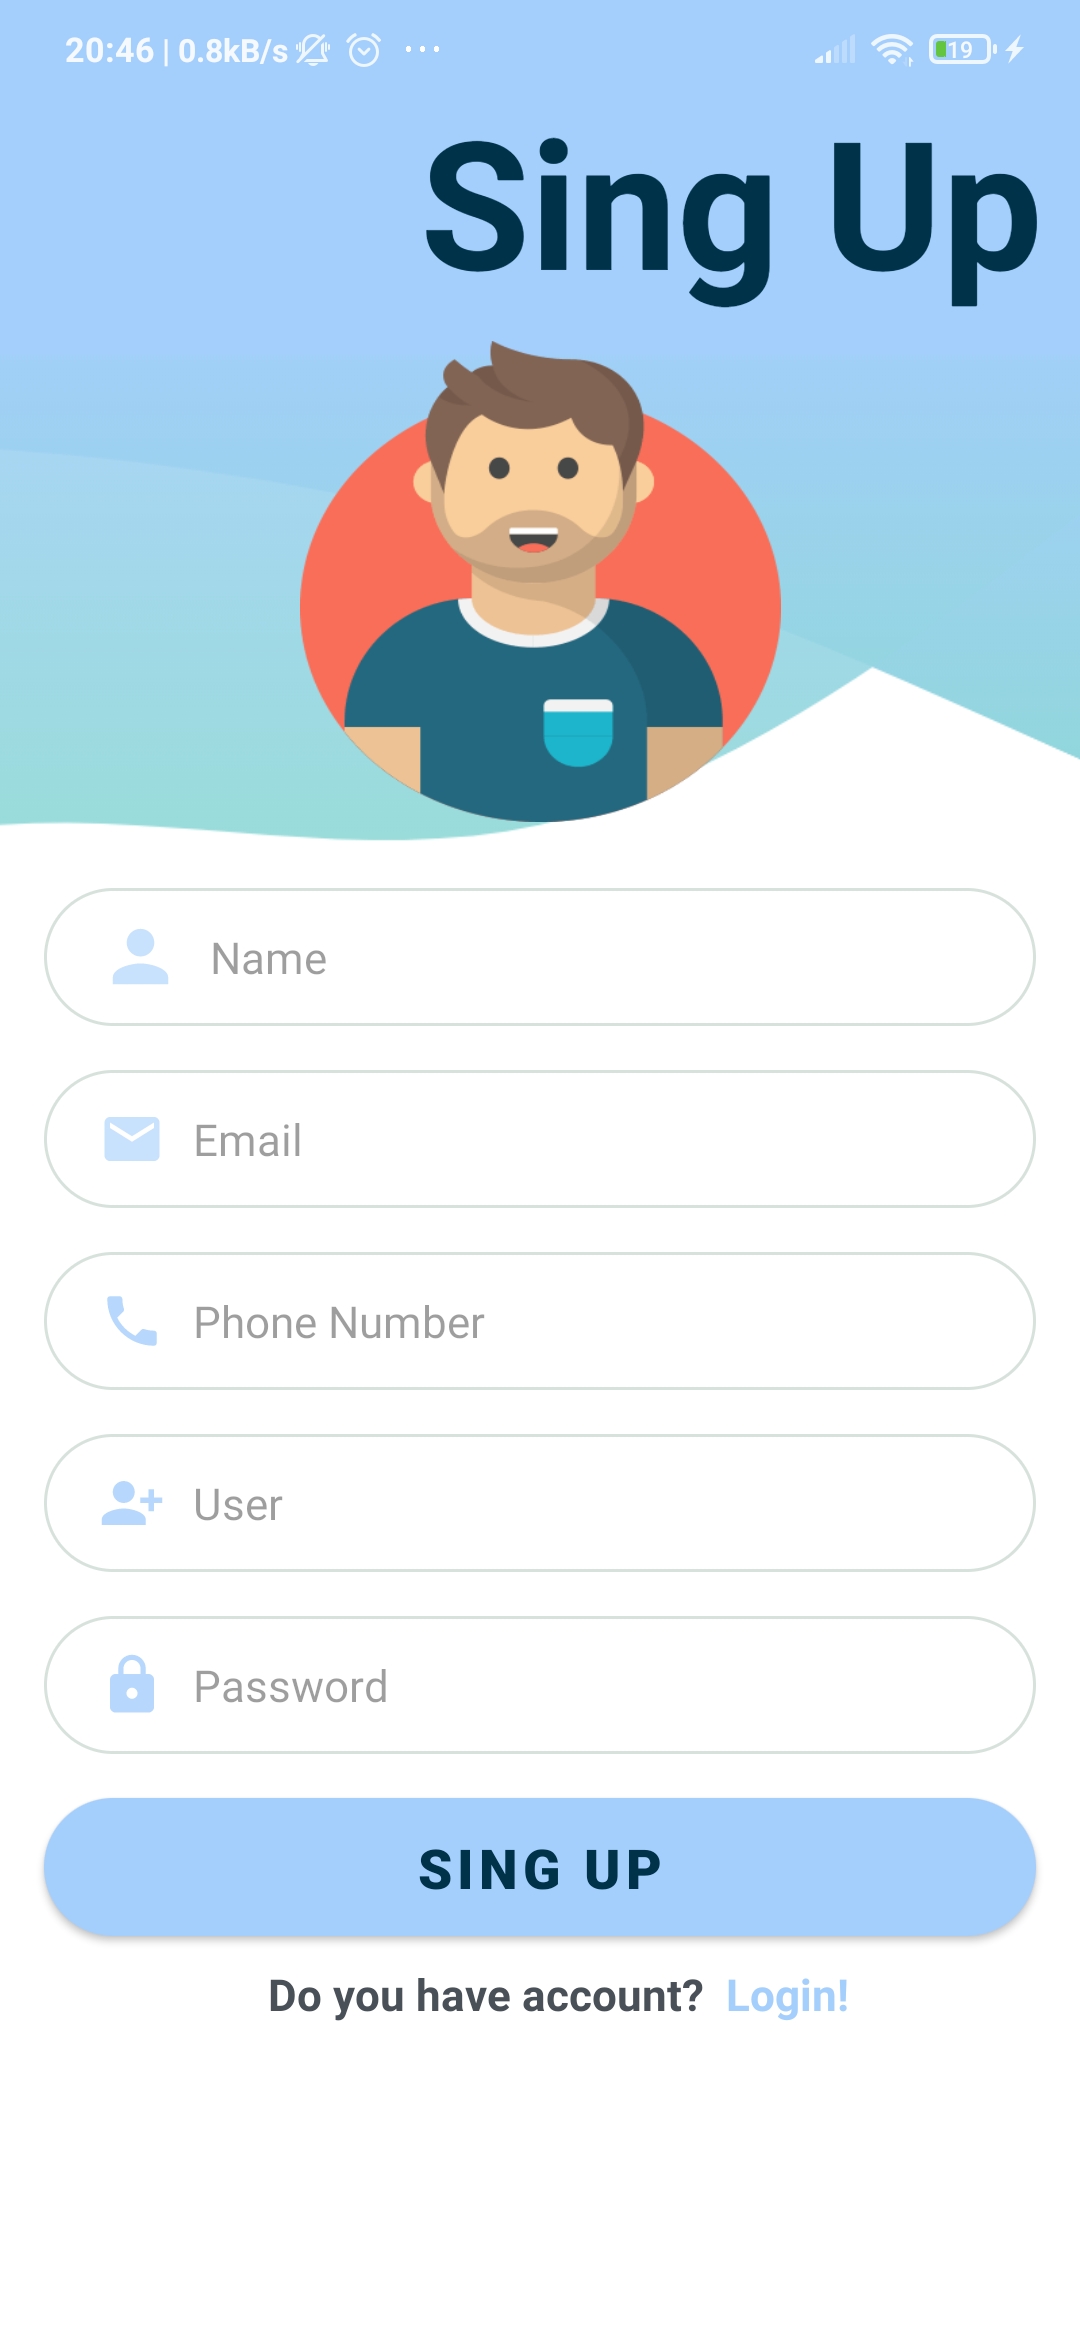 20:46 | 0.8kB/s ... 19
Sing Up
Name
Email
Phone Number
User
Password
SING UP
Do you have account? Login!